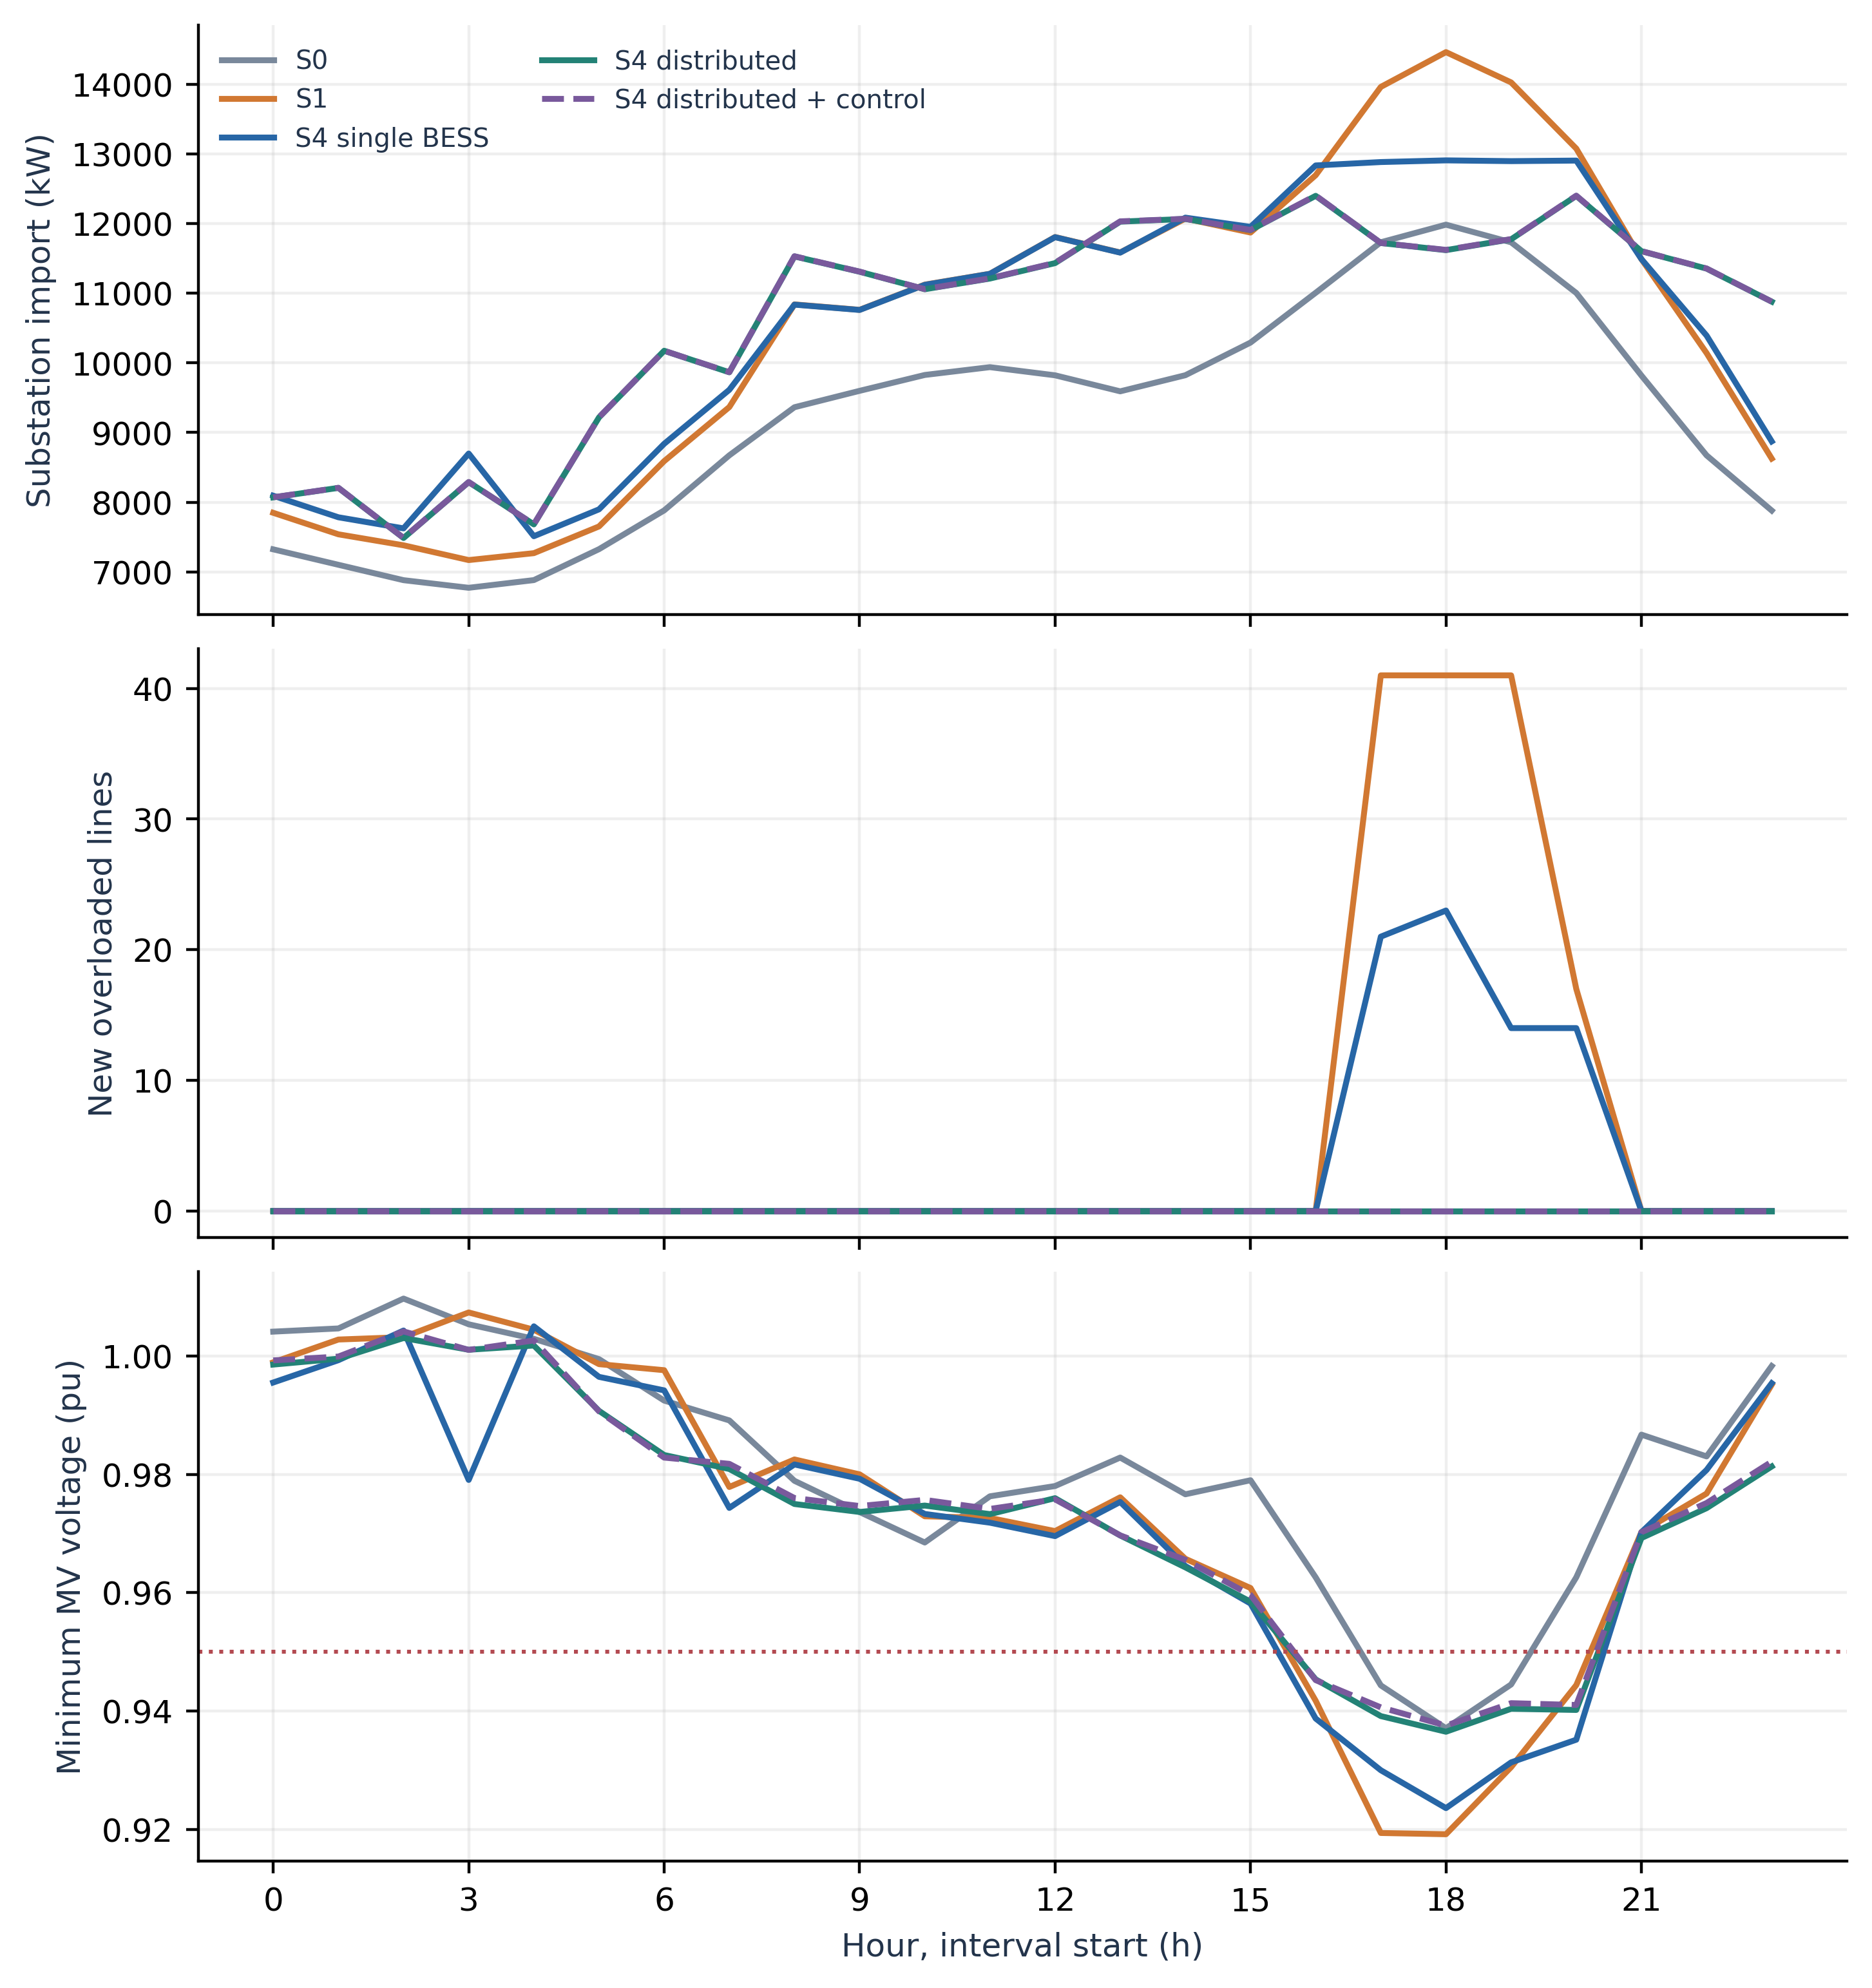 Substation import (kW)
14000
13000
12000
11000
10000
9000
8000
7000
S0
S1
S4 single BESS
S4 distributed
S4 distributed + control
New overloaded lines
40
30
20
10
0
Minimum MV voltage (pu)
1.00
0.98
0.96
0.94
0.92
0 3 6 9 12 15 18 21
Hour, interval start (h)